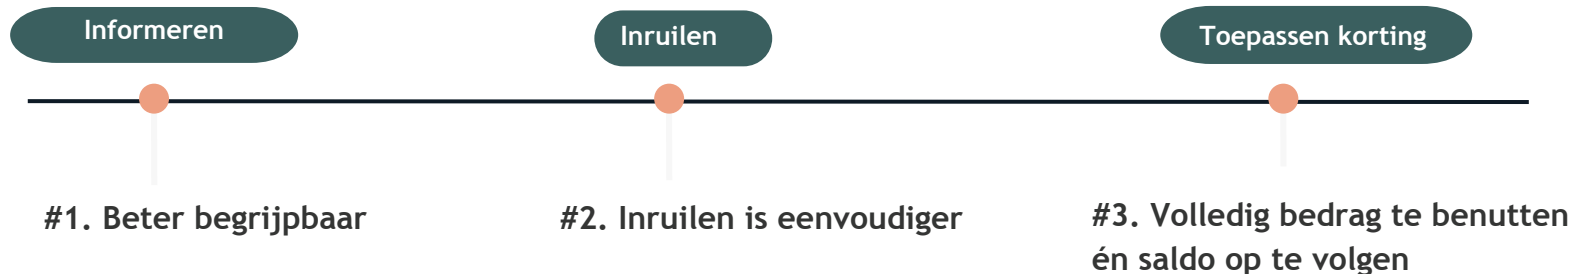 Informeren
Inruilen
Toepassen korting
#1. Beter begrijpbaar
#2. Inruilen is eenvoudiger
#3. Volledig bedrag te benutten
én saldo op te volgen